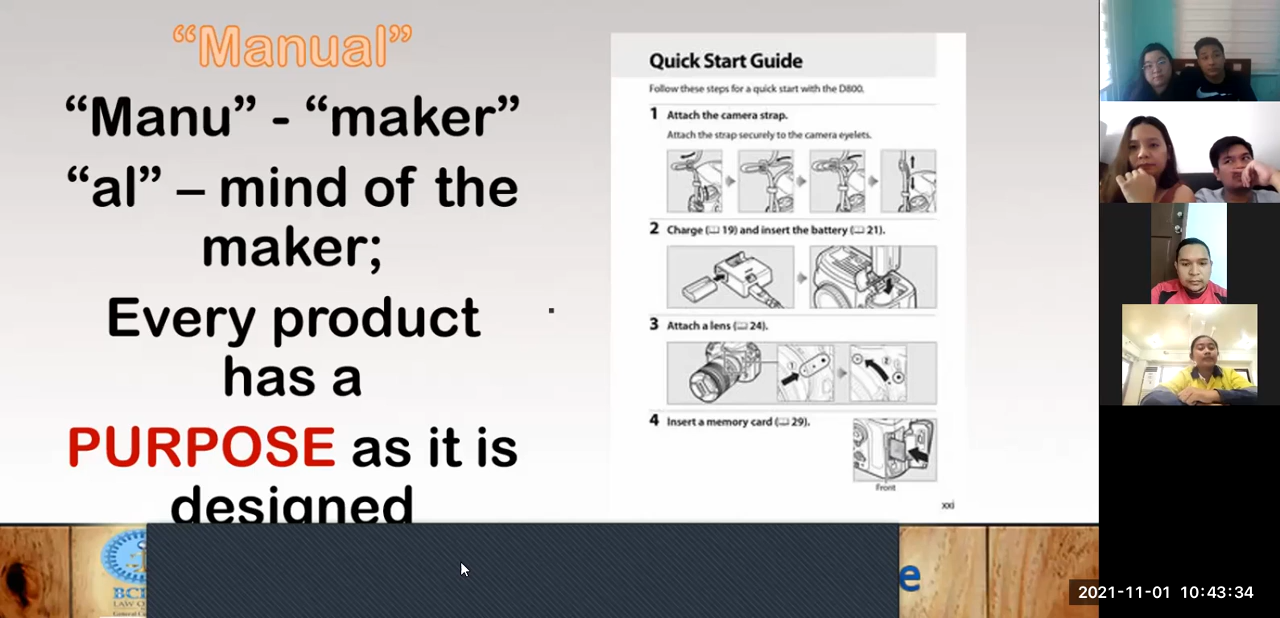 “Manual”
“Manu” - “maker”
“al” – mind of the
maker;
Every product
has a
PURPOSE as it is
designed
Quick Start Guide
Follow these steps for a quick start with the D800.
1 Attach the camera strap.
Attach the strap securely to the camera eyelets.
2 Charge (19) and insert the battery (21).
3 Attach a lens (24).
4 Insert a memory card (29).
Front
xxi
LAW
e
2021-11-01 10:43:34